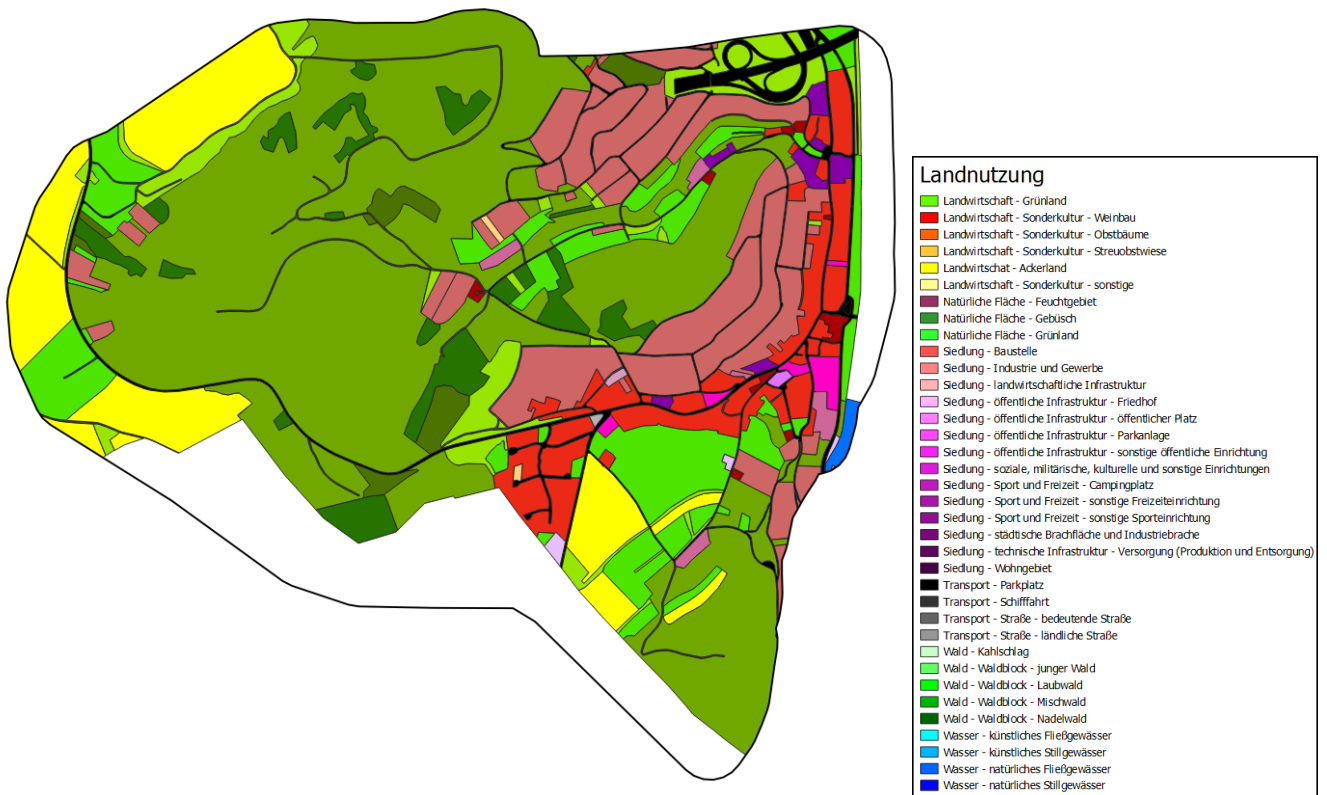 Landnutzung
Landwirtschaft - Grünland
Landwirtschaft - Sonderkultur - Weinbau
Landwirtschaft - Sonderkultur - Obstbäume
Landwirtschaft - Sonderkultur - Streuobstwiese
Landwirtschat - Ackerland
Landwirtschaft - Sonderkultur - sonstige
Natürliche Fläche - Feuchtgebiet
Natürliche Fläche - Gebüsch
Natürliche Fläche - Grünland
Siedlung - Baustelle
Siedlung - Industrie und Gewerbe
Siedlung - landwirtschaftliche Infrastruktur
Siedlung - öffentliche Infrastruktur - Friedhof
Siedlung - öffentliche Infrastruktur - öffentlicher Platz
Siedlung - öffentliche Infrastruktur - Parkanlage
Siedlung - öffentliche Infrastruktur - sonstige öffentliche Einrichtung
Siedlung - soziale, militärische, kulturelle und sonstige Einrichtungen
Siedlung - Sport und Freizeit - Campingplatz
Siedlung - Sport und Freizeit - sonstige Freizeiteinrichtung
Siedlung - Sport und Freizeit - sonstige Sporteinrichtung
Siedlung - städtische Brachfläche und Industriebrache
Siedlung - technische Infrastruktur - Versorgung (Produktion und Entsorgung)
Siedlung - Wohngebiet
Transport - Parkplatz
Transport - Schifffahrt
Transport - Straße - bedeutende Straße
Transport - Straße - ländliche Straße
Wald - Kahlschlag
Wald - Waldblock - junger Wald
Wald - Waldblock - Laubwald
Wald - Waldblock - Mischwald
Wald - Waldblock - Nadelwald
Wasser - künstliches Fließgewässer
Wasser - künstliches Stillgewässer
Wasser - natürliches Fließgewässer
Wasser - natürliches Stillgewässer